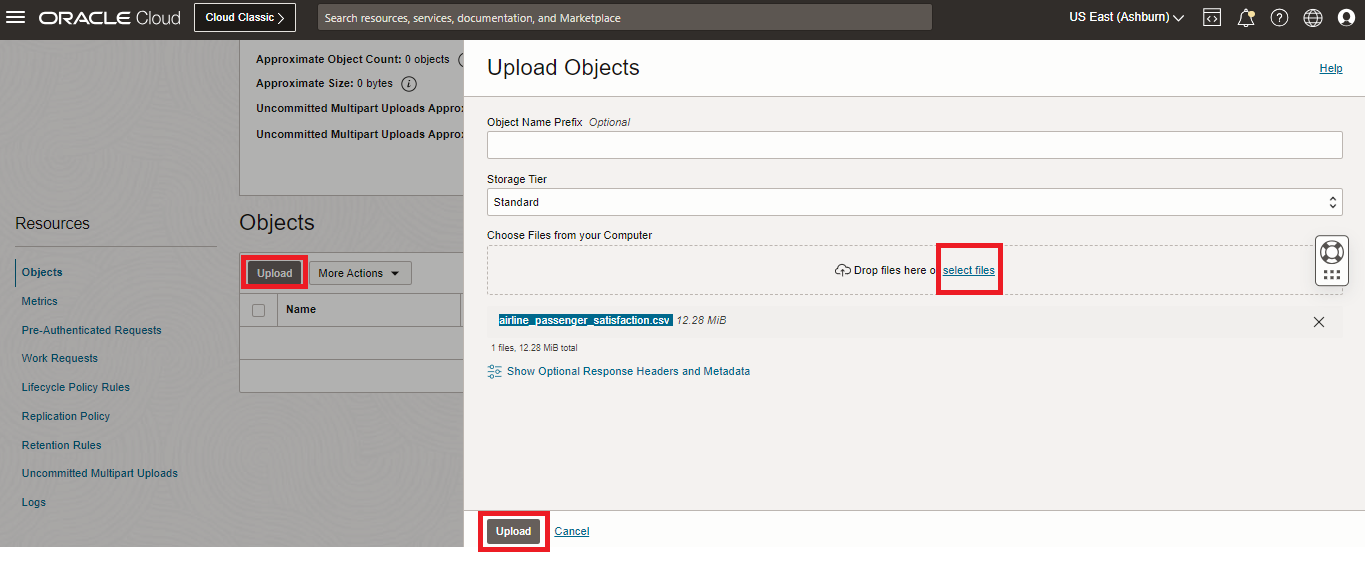 ORACLE Cloud
Cloud Classic
Search resources, services, documentation, and Marketplace
US East (Ashburn)
Approximate Object Count: 0 objects
Approximate Size: 0 bytes
Uncommitted Multipart Uploads Approx
Uncommitted Multipart Uploads Approx
Resources
Objects
Metrics
Pre-Authenticated Requests
Work Requests
Lifecycle Policy Rules
Replication Policy
Retention Rules
Uncommitted Multipart Uploads
Logs
Objects
Upload
More Actions
Name
Upload Objects
Help
Object Name Prefix Optional
Storage Tier
Standard
Choose Files from your Computer
Drop files here o select files
airline_passenger_satisfaction.csv 12.28 MiB
1 files, 12.28 MiB total
Show Optional Response Headers and Metadata
Upload
Cancel